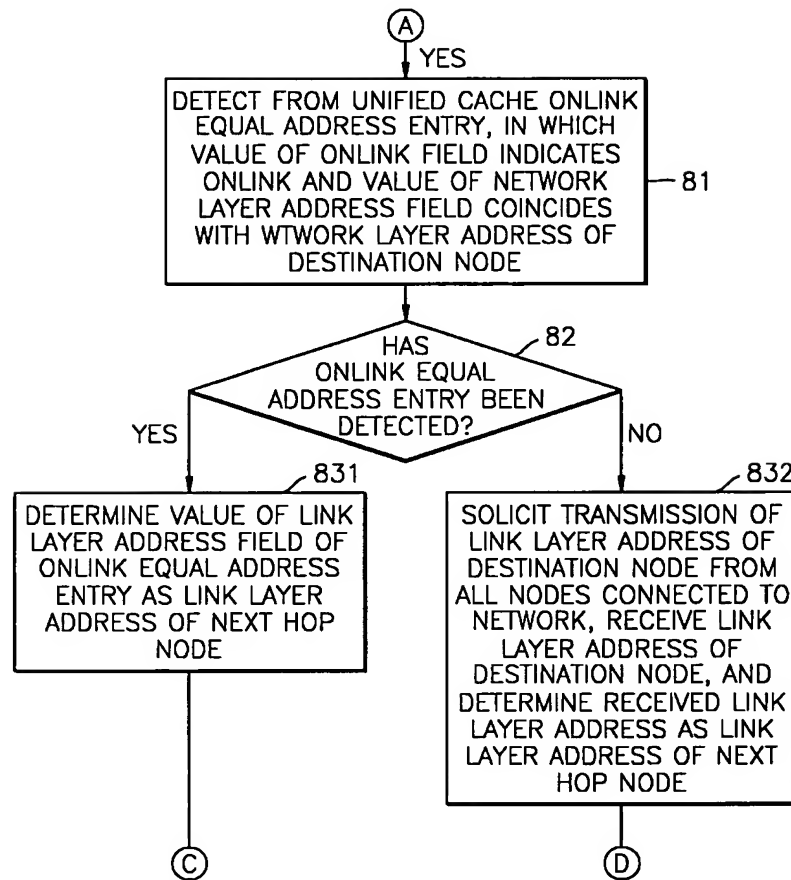 A
YES
DETECT FROM UNIFIED CACHE ONLINK
EQUAL ADDRESS ENTRY, IN WHICH
VALUE OF ONLINK FIELD INDICATES
ONLINK AND VALUE OF NETWORK
LAYER ADDRESS FIELD COINCIDES
WITH WTWORK LAYER ADDRESS OF
DESTINATION NODE
81
82
HAS
ONLINK EQUAL
ADDRESS ENTRY BEEN
DETECTED?
YES
NO
831
DETERMINE VALUE OF LINK
LAYER ADDRESS FIELD OF
ONLINK EQUAL ADDRESS
ENTRY AS LINK LAYER
ADDRESS OF NEXT HOP
NODE
832
SOLICIT TRANSMISSION OF
LINK LAYER ADDRESS OF
DESTINATION NODE FROM
ALL NODES CONNECTED TO
NETWORK, RECEIVE LINK
LAYER ADDRESS OF
DESTINATION NODE, AND
DETERMINE RECEIVED LINK
LAYER ADDRESS AS LINK
LAYER ADDRESS OF NEXT
HOP NODE
C
D